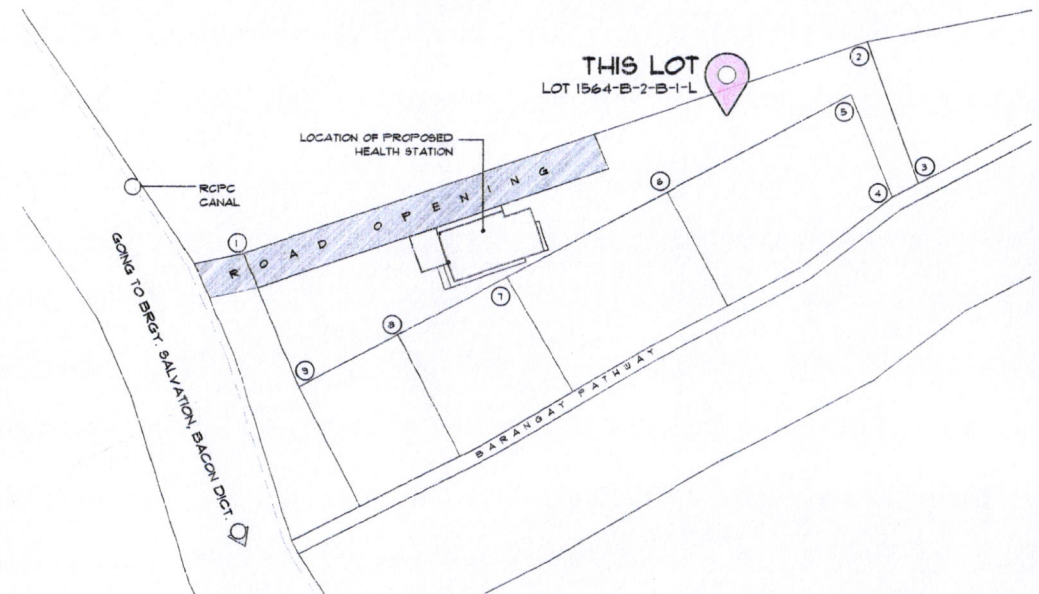 THIS LOT
LOT 1564-B-2-B-1-L
LOCATION OF PROPOSED
HEALTH STATION
RCPC
CANAL
ROAD OPENING
GOING TO BRGY. SALVATION, BACON DICT.
BARANGAY PATHWAY
1
2
3
4
5
6
7
8
9